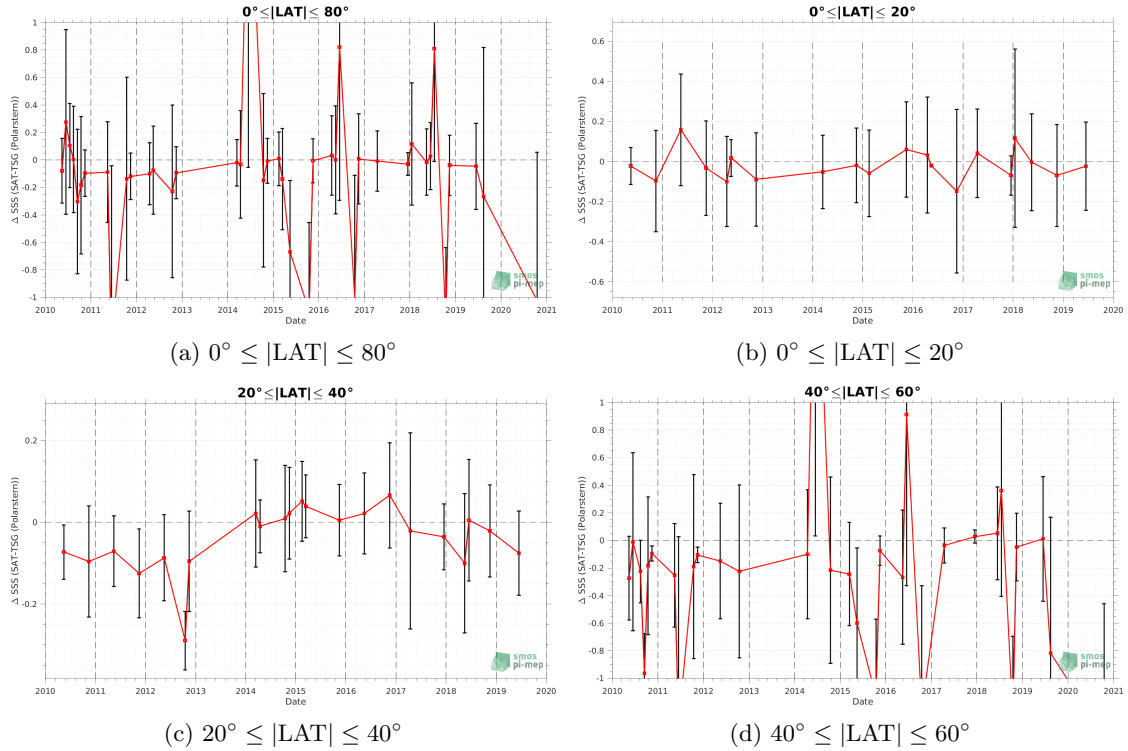 0°≤|LAT|≤ 80°
Δ SSS (SAT-TSG (Polarstern))
1
0.8
0.6
0.4
0.2
0
-0.2
-0.4
-0.6
-0.8
-1
2010 2011 2012 2013 2014 2015 2016 2017 2018 2019 2020 2021
Date
smos
pi-mep
(a) 0° ≤ |LAT| ≤ 80°
0°≤|LAT|≤ 20°
Δ SSS (SAT-TSG (Polarstern))
0.6
0.4
0.2
0
-0.2
-0.4
-0.6
2010 2011 2012 2013 2014 2015 2016 2017 2018 2019 2020
Date
smos
pi-mep
(b) 0° ≤ |LAT| ≤ 20°
20°≤|LAT|≤ 40°
Δ SSS (SAT-TSG (Polarstern))
0.2
0
-0.2
2010 2011 2012 2013 2014 2015 2016 2017 2018 2019 2020
Date
smos
pi-mep
(c) 20° ≤ |LAT| ≤ 40°
40°≤|LAT|≤ 60°
Δ SSS (SAT-TSG (Polarstern))
1
0.8
0.6
0.4
0.2
0
-0.2
-0.4
-0.6
-0.8
-1
2010 2011 2012 2013 2014 2015 2016 2017 2018 2019 2020 2021
Date
smos
pi-mep
(d) 40° ≤ |LAT| ≤ 60°